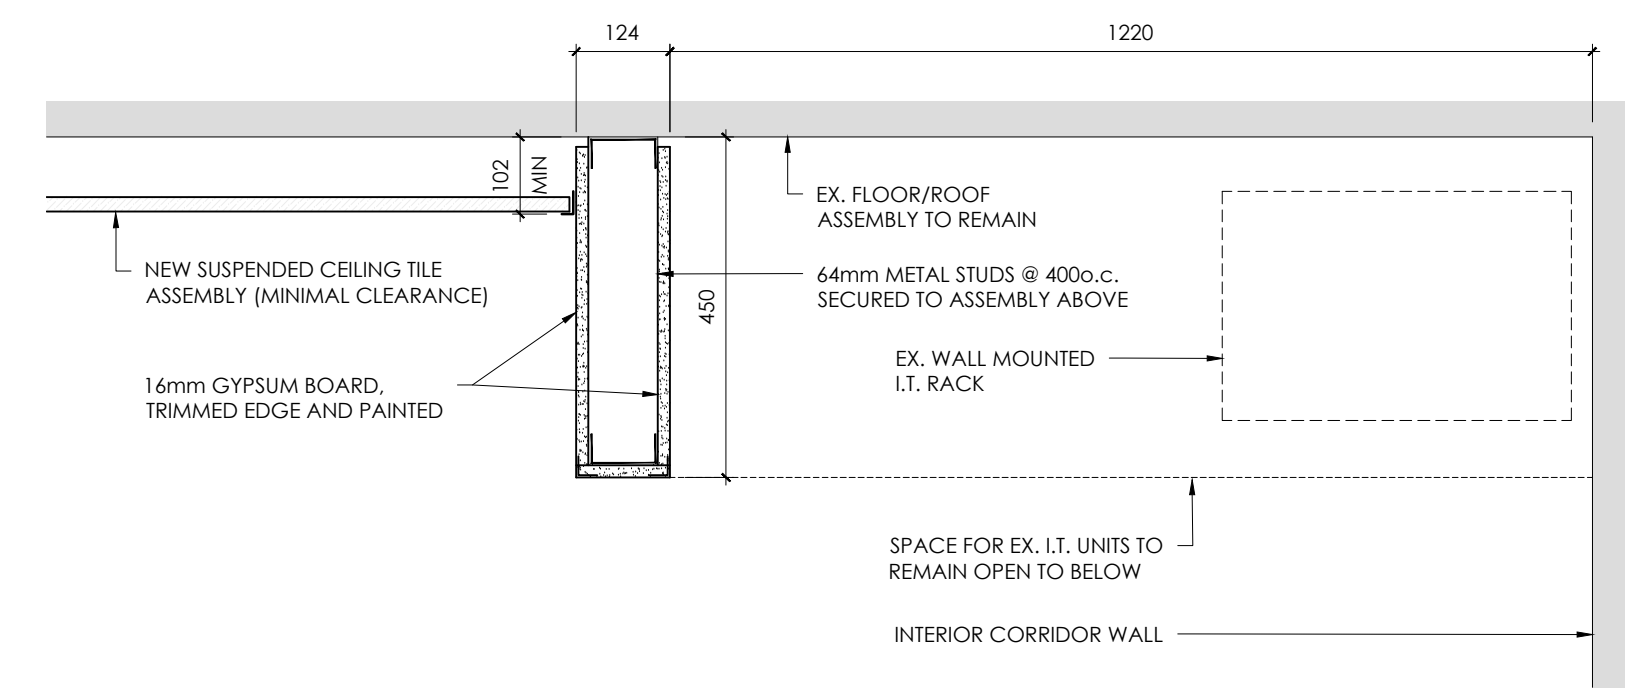 124
1220
102
MIN
EX. FLOOR/ROOF
ASSEMBLY TO REMAIN
NEW SUSPENDED CEILING TILE
ASSEMBLY (MINIMAL CLEARANCE)
64mm METAL STUDS @ 400o.c.
SECURED TO ASSEMBLY ABOVE
450
EX. WALL MOUNTED
I.T. RACK
16mm GYPSUM BOARD,
TRIMMED EDGE AND PAINTED
SPACE FOR EX. I.T. UNITS TO
REMAIN OPEN TO BELOW
INTERIOR CORRIDOR WALL